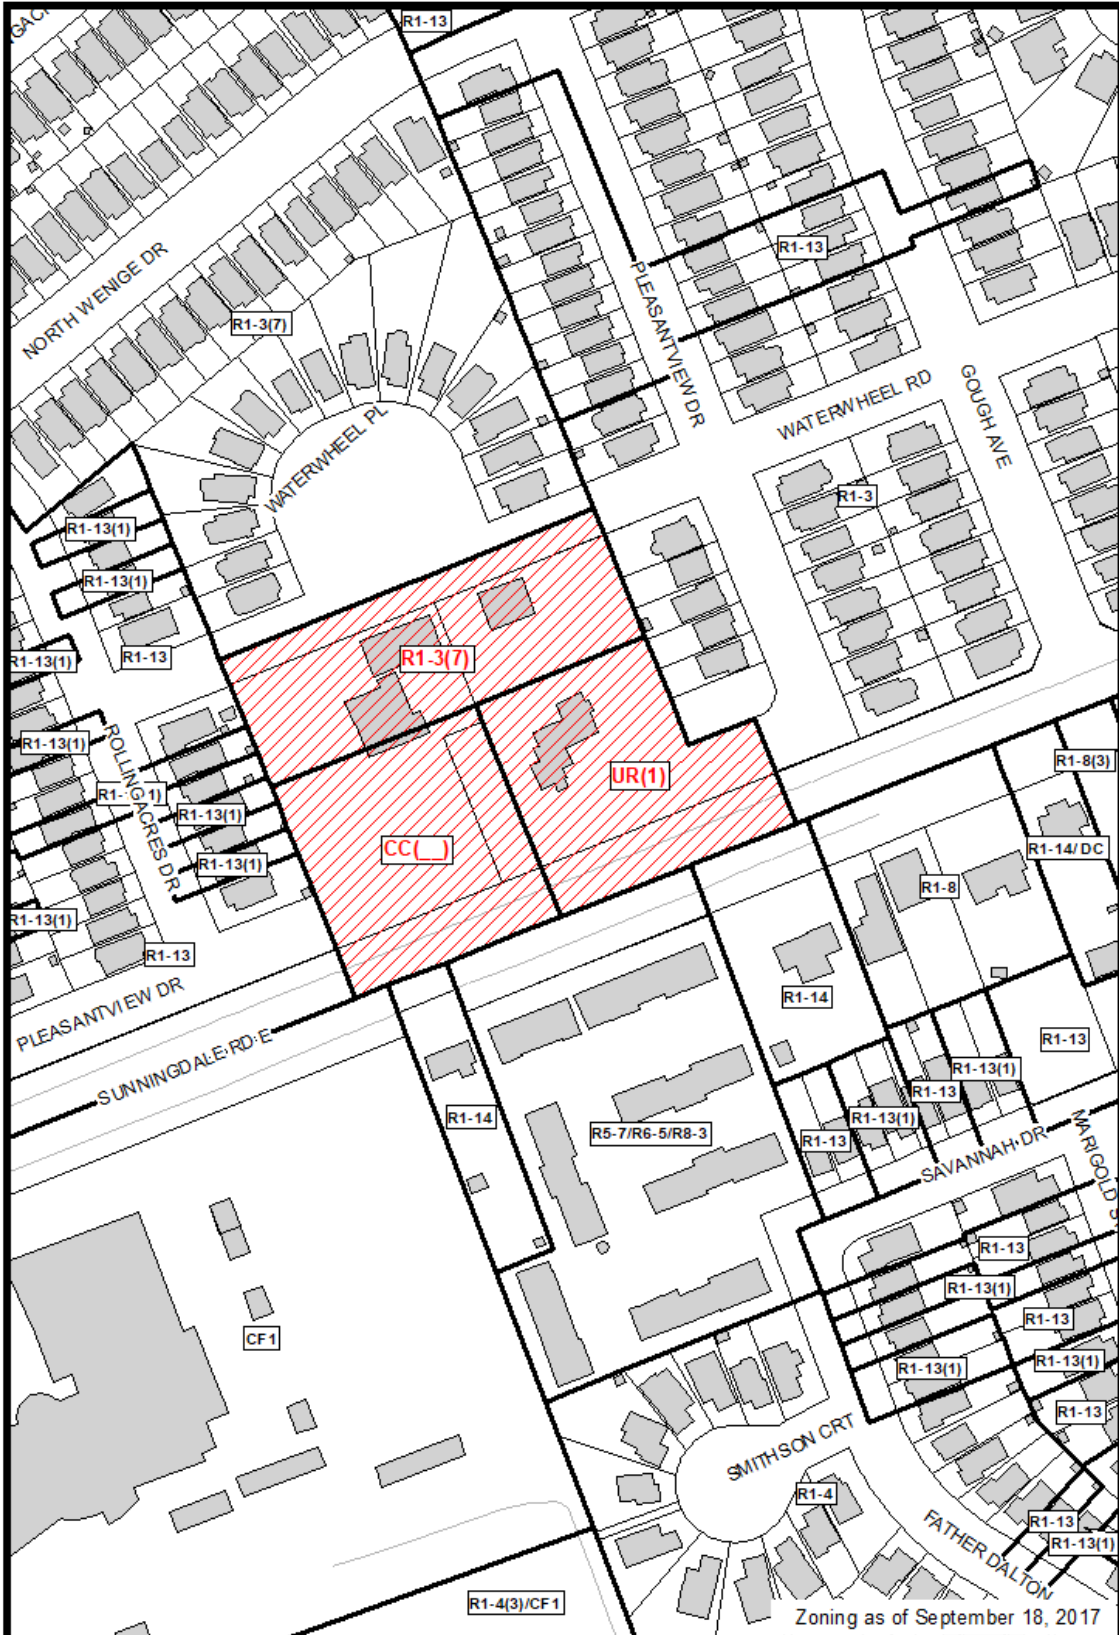 R1-13
NORTH WENIGE DR
R1-3(7)
PLEASANTVIEW DR
R1-13
WATERWHEEL PL
WATERWHEEL RD
GOUGH AVE
R1-3
R1-13(1)
R1-13(1)
R1-13(1)
R1-13
R1-3(7)
R1-13(1)
ROLLINGACRES DR
R1-13(1)
R1-13(1)
UR(1)
CC(__)
R1-8(3)
R1-14/DC
R1-8
R1-13(1)
R1-13
PLEASANTVIEW DR
SUNNINGDALE RD E
R1-14
R1-13
R1-13(1)
R1-13
R1-13(1)
R1-13
R1-14
R5-7/R6-5/R8-3
SAVANNAH DR
R1-13
R1-13(1)
R1-13
R1-13(1)
R1-13(1)
R1-13
CF1
SMITHSON CRT
R1-4
R1-13
R1-13(1)
FATHER DALTON
R1-4(3)/CF1
Zoning as of September 18, 2017